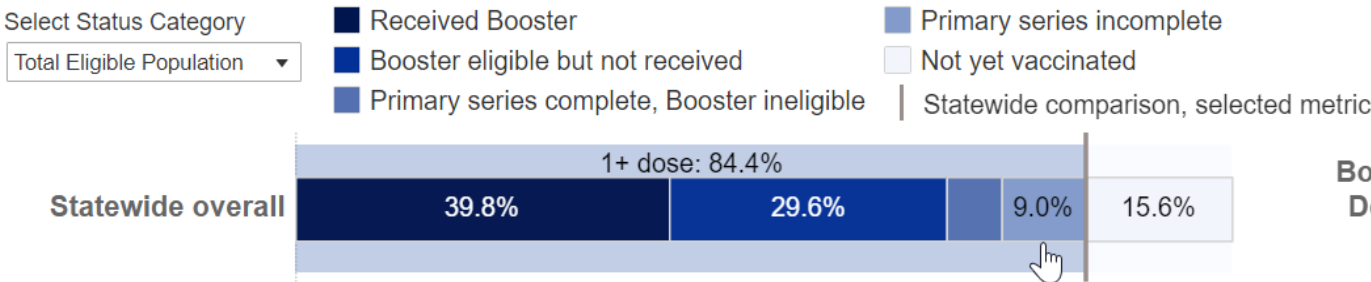 Select Status Category
Total Eligible Population
Received Booster
Booster eligible but not received
Primary series complete, Booster ineligible
Primary series incomplete
Not yet vaccinated
Statewide comparison, selected metric
1+ dose: 84.4%
Statewide overall
39.8%
29.6%
9.0%
15.6%